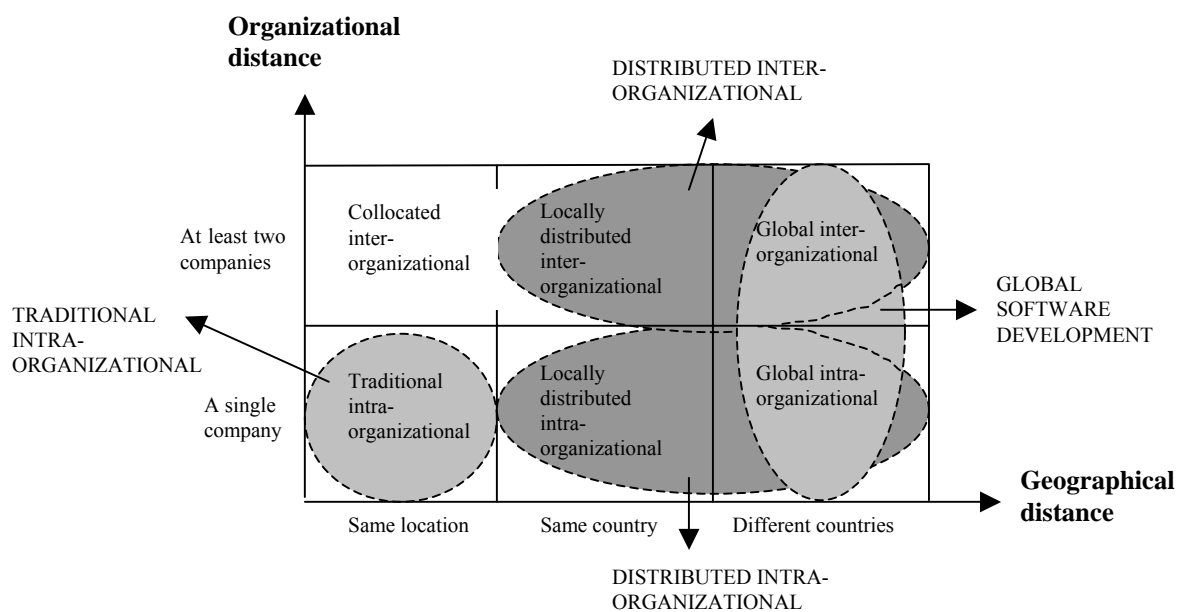 Organizational
distance
DISTRIBUTED INTER-
ORGANIZATIONAL
At least two
companies
Collocated
inter-
organizational
Locally
distributed
inter-
organizational
Global inter-
organizational
GLOBAL
SOFTWARE
DEVELOPMENT
TRADITIONAL
INTRA-
ORGANIZATIONAL
A single
company
Traditional
intra-
organizational
Locally
distributed
intra-
organizational
Global intra-
organizational
Geographical
distance
Same location
Same country
Different countries
DISTRIBUTED INTRA-
ORGANIZATIONAL